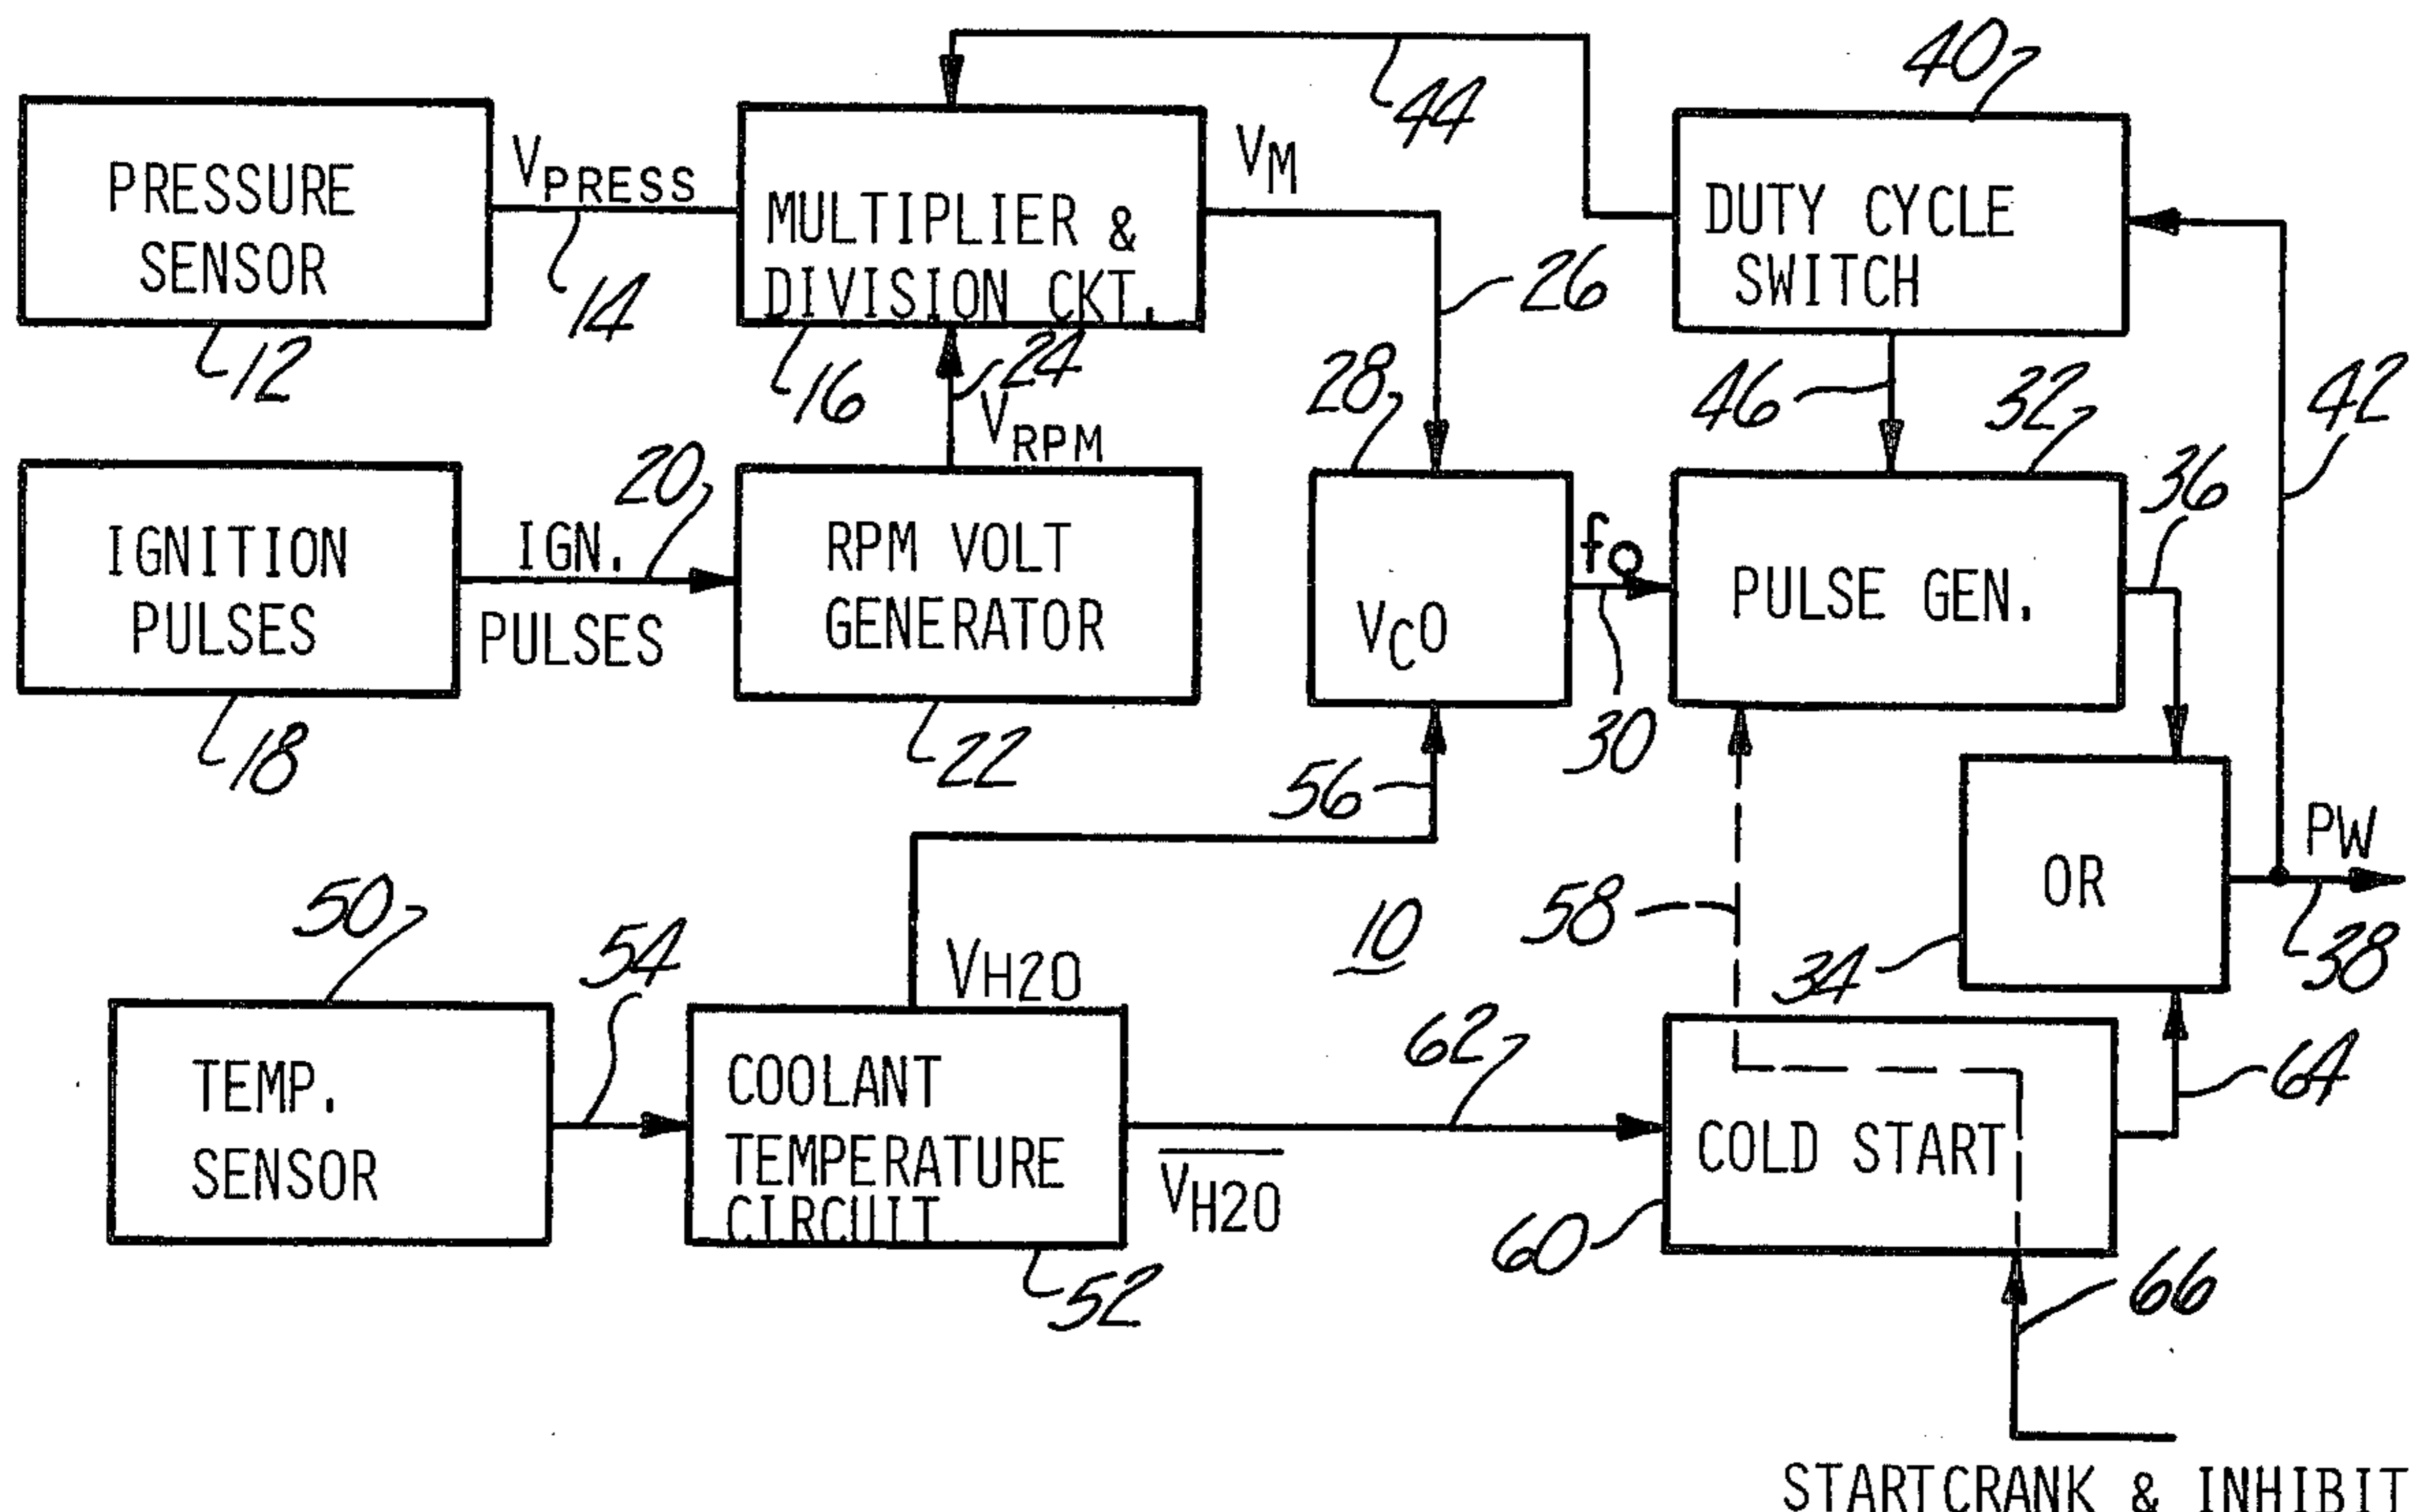 40
44
PRESSURE
SENSOR
VPRESS
14
12
MULTIPLIER &
DIVISION CKT.
16
24
VRPM
VM
26
28
DUTY CYCLE
SWITCH
46
32
36
42
IGNITION
PULSES
IGN.
PULSES
20
18
RPM VOLT
GENERATOR
22
VCO
fo
30
PULSE GEN.
56
58
10
OR
34
PW
38
50
54
TEMP.
SENSOR
VH2O
COOLANT
TEMPERATURE
CIRCUIT
52
62
V̅H̅2̅O̅
COLD START
60
64
66
STARTCRANK & INHIBIT